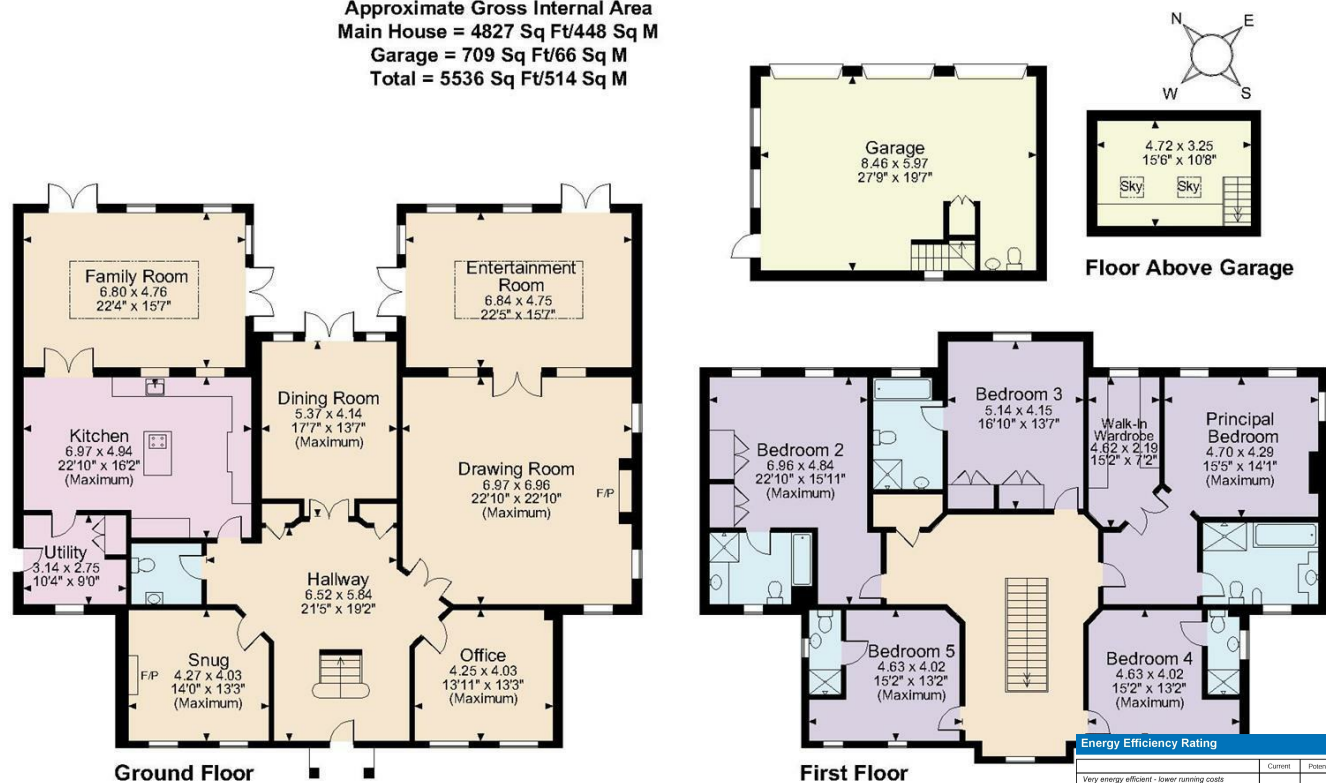 Approximate Gross Internal Area
Main House = 4827 Sq Ft/448 Sq M
Garage = 709 Sq Ft/66 Sq M
Total = 5536 Sq Ft/514 Sq M
N
E
W
S
Garage
8.46 x 5.97
27'9" x 19'7"
4.72 x 3.25
15'6" x 10'8"
Sky
Sky
Floor Above Garage
Family Room
6.80 x 4.76
22'4" x 15'7"
Entertainment
Room
6.84 x 4.75
22'5" x 15'7"
Dining Room
5.37 x 4.14
17'7" x 13'7"
(Maximum)
Kitchen
6.97 x 4.94
22'10" x 16'2"
(Maximum)
Drawing Room
6.97 x 6.96
22'10" x 22'10"
(Maximum)
F/P
Utility
3.14 x 2.75
10'4" x 9'0"
Hallway
6.52 x 5.84
21'5" x 19'2"
(Maximum)
Snug
4.27 x 4.03
14'0" x 13'3"
(Maximum)
F/P
Office
4.25 x 4.03
13'11" x 13'3"
(Maximum)
Ground Floor
Bedroom 2
6.96 x 4.84
22'10" x 15'11"
(Maximum)
Bedroom 3
5.14 x 4.15
16'10" x 13'7"
Walk-In
Wardrobe
4.62 x 2.19
15'2" x 7'2"
Principal
Bedroom
4.70 x 4.29
15'5" x 14'1"
(Maximum)
Bedroom 5
4.63 x 4.02
15'2" x 13'2"
(Maximum)
Bedroom 4
4.63 x 4.02
15'2" x 13'2"
(Maximum)
First Floor
Energy Efficiency Rating
Current Poten
Very energy efficient - lower running costs